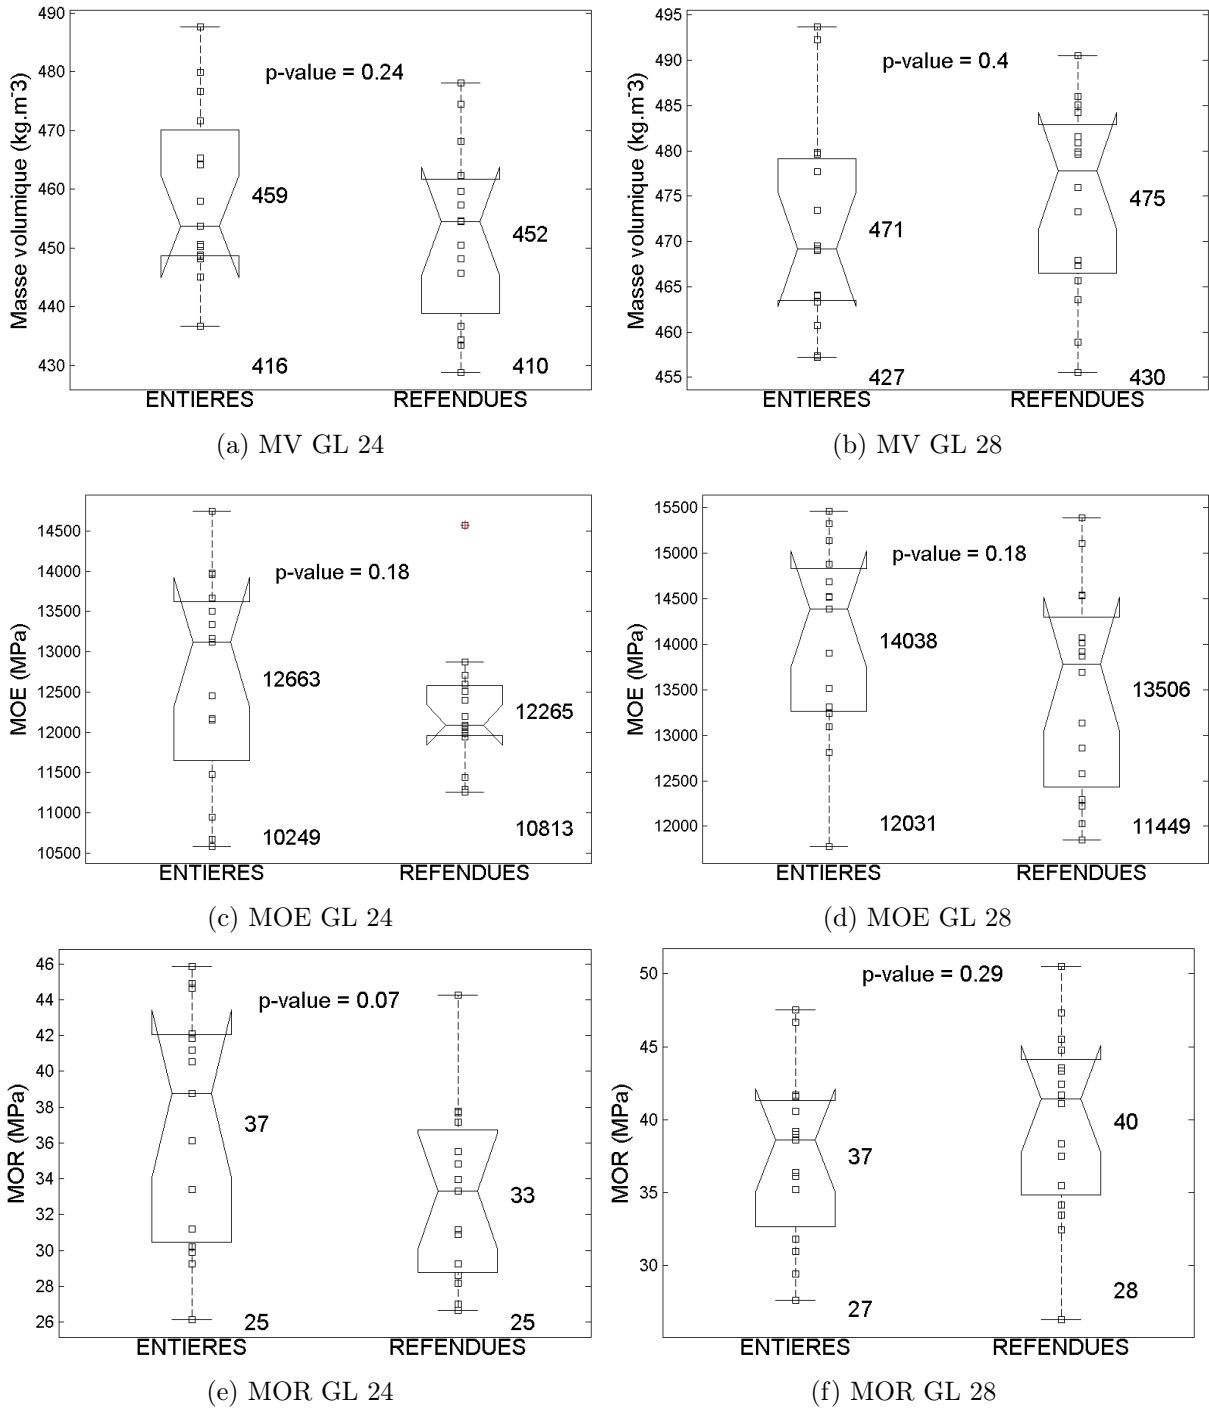 490
480
470
460
450
440
430
Masse volumique (kg.m-3)
p-value = 0.24
459
452
416
410
ENTIERES
REFENDUES
(a) MV GL 24
495
490
485
480
475
470
465
460
455
Masse volumique (kg.m-3)
p-value = 0.4
471
475
427
430
ENTIERES
REFENDUES
(b) MV GL 28
14500
14000
13500
13000
12500
12000
11500
11000
10500
MOE (MPa)
p-value = 0.18
12663
12265
10249
10813
ENTIERES
REFENDUES
(c) MOE GL 24
15500
15000
14500
14000
13500
13000
12500
12000
MOE (MPa)
p-value = 0.18
14038
13506
12031
11449
ENTIERES
REFENDUES
(d) MOE GL 28
46
44
42
40
38
36
34
32
30
28
26
MOR (MPa)
p-value = 0.07
37
33
25
25
ENTIERES
REFENDUES
(e) MOR GL 24
50
45
40
35
30
MOR (MPa)
p-value = 0.29
37
40
27
28
ENTIERES
REFENDUES
(f) MOR GL 28